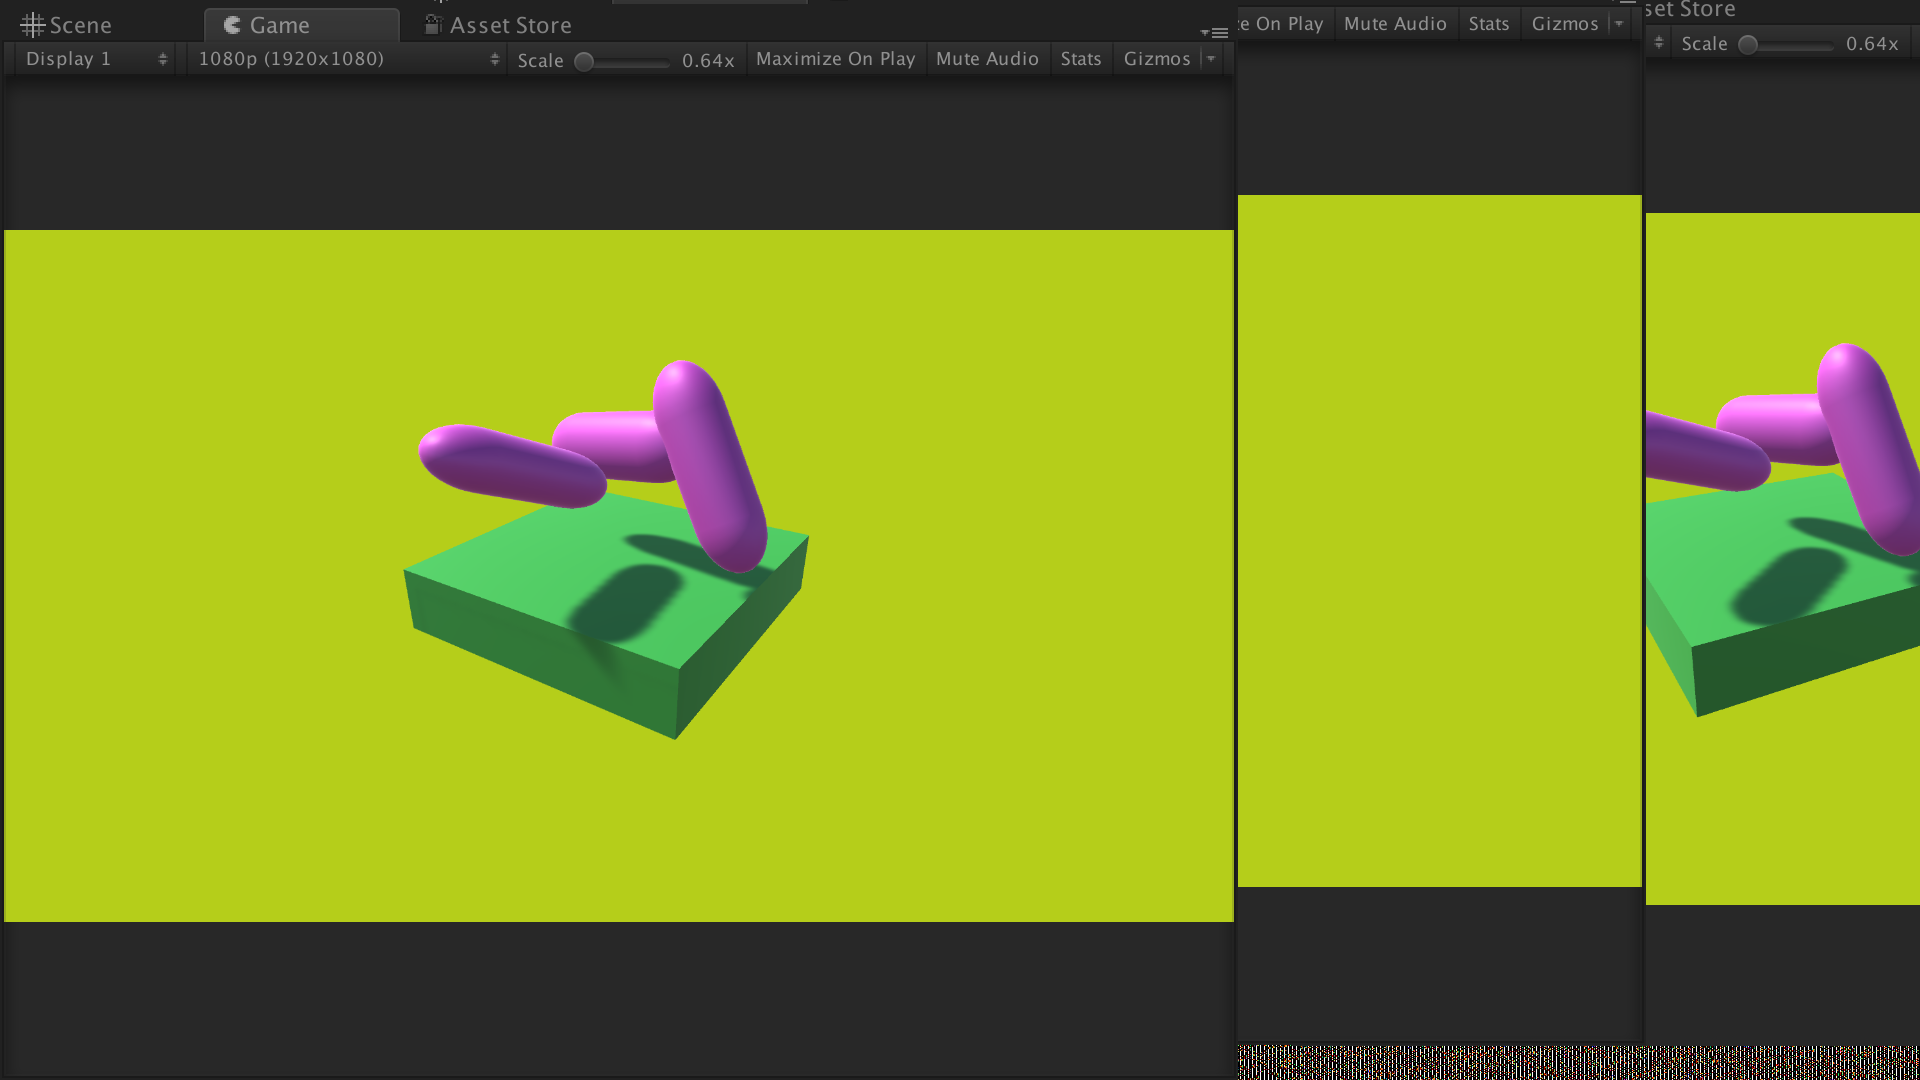 Scene Game Asset Store
Display 1 1080p (1920x1080) Scale 0.64x Maximize On Play Mute Audio Stats Gizmos
On Play Mute Audio Stats Gizmos
set Store
Scale 0.64x